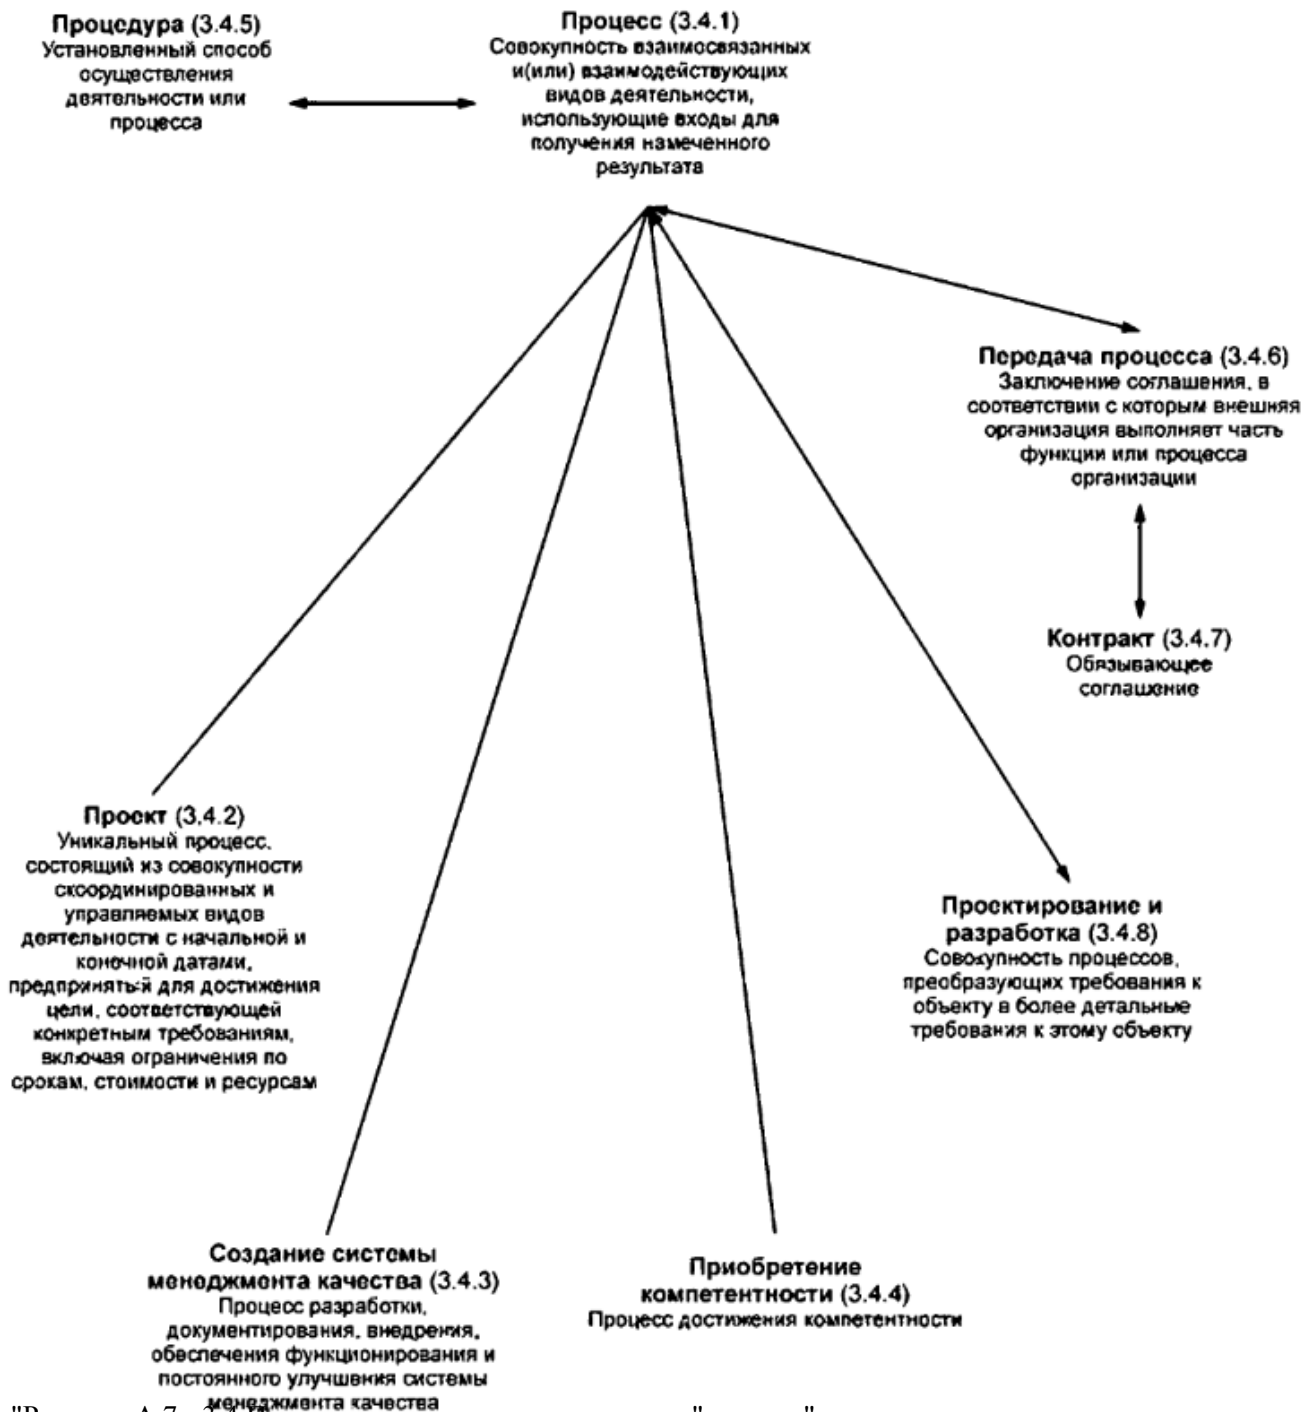 Процедура (3.4.5)
Установленный способ
осуществления
деятельности или
процесса
Процесс (3.4.1)
Совокупность взаимосвязанных
и(или) взаимодействующих
видов деятельности,
использующие входы для
получения намеченного
результата
Передача процесса (3.4.6)
Заключение соглашения, в
соответствии с которым внешняя
организация выполняет часть
функции или процесса
организации
Контракт (3.4.7)
Обязывающее
соглашение
Проект (3.4.2)
Уникальный процесс,
состоящий из совокупности
скоординированных и
управляемых видов
деятельности с начальной и
конечной датами,
предпринятый для достижения
цели, соответствующей
конкретным требованиям,
включая ограничения по
срокам, стоимости и ресурсам
Проектирование и
разработка (3.4.8)
Совокупность процессов,
преобразующих требования к
объекту в более детальные
требования к этому объекту
Создание системы
менеджмента качества (3.4.3)
Процесс разработки,
документирования, внедрения,
обеспечения функционирования и
постоянного улучшения системы
менеджмента качества
Приобретение
компетентности (3.4.4)
Процесс достижения компетентности